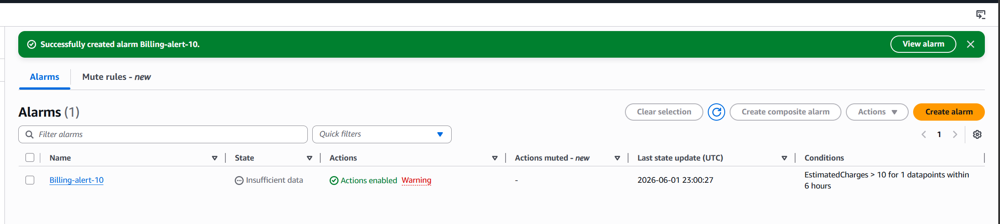 Successfully created alarm Billing-alert-10.
View alarm
Alarms
Mute rules - new
Alarms (1)
Clear selection
Create composite alarm
Actions
Create alarm
Filter alarms
Quick filters
1
Name
State
Actions
Actions muted - new
Last state update (UTC)
Conditions
Billing-alert-10
Insufficient data
Actions enabled Warning
-
2026-06-01 23:00:27
EstimatedCharges > 10 for 1 datapoints within
6 hours